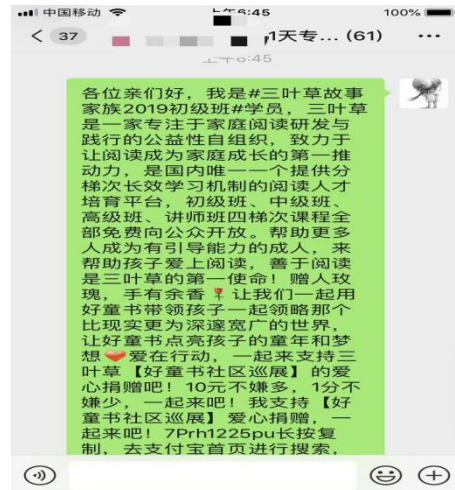 中国移动
上午6:45
100%
37
1天专...(61)
上午6:45
各位亲们好，我是#三叶草故事
家族2019初级班#学员，三叶草
是一家专注于家庭阅读研发与
践行的公益性自组织，致力于
让阅读成为家庭成长的第一推
动力，是国内唯一一个提供分
梯次长效学习机制的阅读人才
培育平台，初级班、中级班、
高级班、讲师班四梯次课程全
部免费向公众开放。帮助更多
人成为有引导能力的成人，来
帮助孩子爱上阅读，善于阅读
是三叶草的第一使命！赠人玫
瑰，手有余香🌹让我们一起用
好童书带领孩子一起领略那个
比现实更为深邃宽广的世界，
让好童书点亮孩子的童年和梦
想❤️爱在行动，一起来支持三
叶草【好童书社区巡展】的爱
心捐赠吧！10元不嫌多，1分不
嫌少，一起来吧！我支持【好
童书社区巡展】爱心捐赠，一
起来吧！7Prh1225pu长按复
制，去支付宝首页进行搜索，